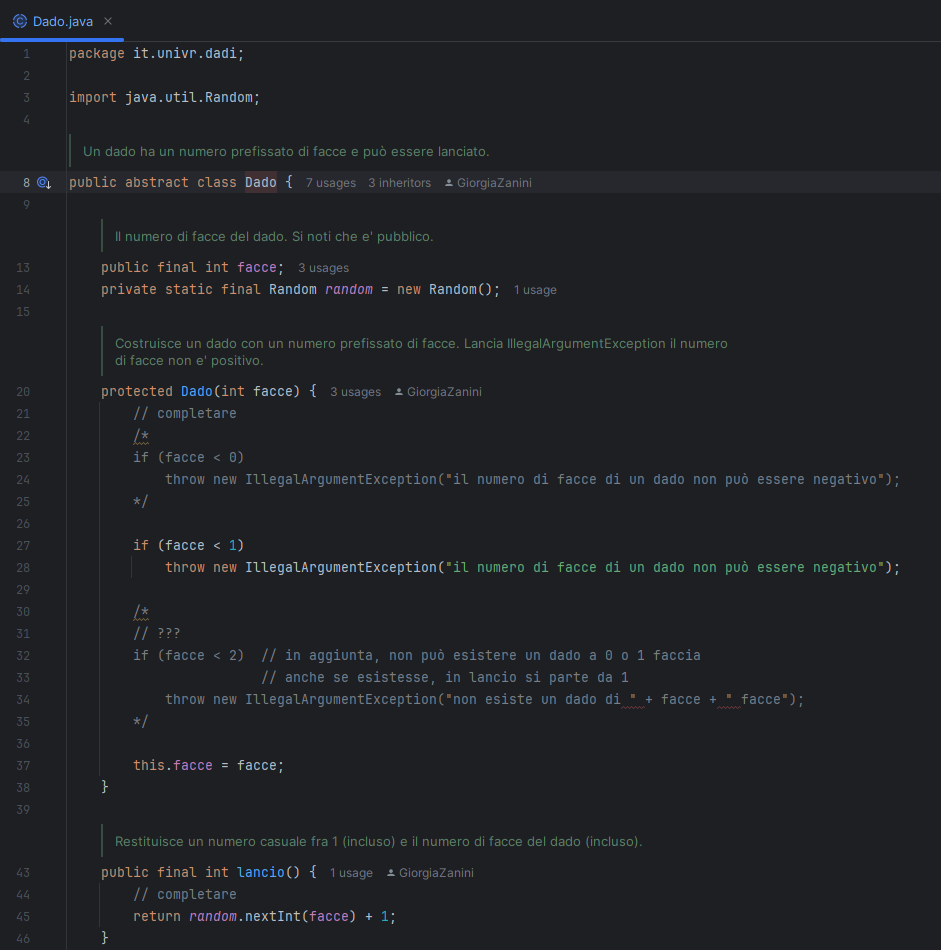 Dado.java ×
1 package it.univr.dadi;
2
3 import java.util.Random;
4
Un dado ha un numero prefissato di facce e può essere lanciato.
8 public abstract class Dado { 7 usages 3 inheritors GiorgiaZanini
9
Il numero di facce del dado. Si noti che e' pubblico.
13 public final int facce; 3 usages
14 private static final Random random = new Random(); 1 usage
15
Costruisce un dado con un numero prefissato di facce. Lancia IllegalArgumentException il numero
di facce non e' positivo.
20 protected Dado(int facce) { 3 usages GiorgiaZanini
21 // completare
22 /*
23 if (facce < 0)
24 throw new IllegalArgumentException("il numero di facce di un dado non può essere negativo");
25 */
26
27 if (facce < 1)
28 throw new IllegalArgumentException("il numero di facce di un dado non può essere negativo");
29
30 /*
31 // ???
32 if (facce < 2) // in aggiunta, non può esistere un dado a 0 o 1 faccia
33 // anche se esistesse, in lancio si parte da 1
34 throw new IllegalArgumentException("non esiste un dado di " + facce + " facce");
35 */
36
37 this.facce = facce;
38 }
39
Restituisce un numero casuale fra 1 (incluso) e il numero di facce del dado (incluso).
43 public final int lancio() { 1 usage GiorgiaZanini
44 // completare
45 return random.nextInt(facce) + 1;
46 }